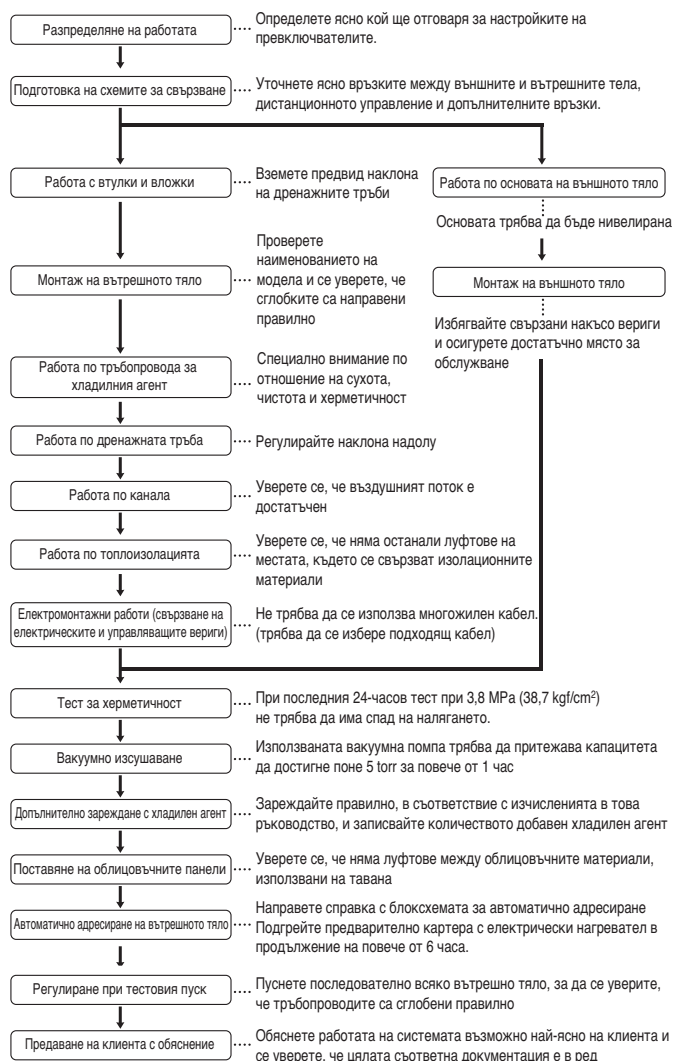 Разпределяне на работата
Определете ясно кой ще отговаря за настройките на
превключвателите.
Подготовка на схемите за свързване
Уточнете ясно връзките между външните и вътрешните тела,
дистанционното управление и допълнителните връзки.
Работа с втулки и вложки
Вземете предвид наклона
на дренажните тръби
Работа по основата на външното тяло
Основата трябва да бъде нивелирана
Монтаж на вътрешното тяло
Проверете
наименованието на
модела и се уверете, че
сглобките са направени
правилно
Монтаж на външното тяло
Избягвайте свързани накъсо вериги
и осигурете достатъчно място за
обслужване
Работа по тръбопровода за
хладилния агент
Специално внимание по
отношение на сухота,
чистота и херметичност
Работа по дренажната тръба
Регулирайте наклона надолу
Работа по канала
Уверете се, че въздушният поток е
достатъчен
Работа по топлоизолацията
Уверете се, че няма останали луфтове на
местата, където се свързват изолационните
материали
Електромонтажни работи (свързване на
електрическите и управляващите вериги)
Не трябва да се използва многожилен кабел.
(трябва да се избере подходящ кабел)
Тест за херметичност
При последния 24-часов тест при 3,8 MPa (38,7 kgf/cm²)
не трябва да има спад на налягането.
Вакуумно изсушаване
Използваната вакуумна помпа трябва да притежава капацитета
да достигне поне 5 torr за повече от 1 час
Допълнително зареждане с хладилен агент
Зареждайте правилно, в съответствие с изчисленията в това
ръководство, и записвайте количеството добавен хладилен агент
Поставяне на облицовъчните панели
Уверете се, че няма луфтове между облицовъчните материали,
използвани на тавана
Автоматично адресиране на вътрешното тяло
Направете справка с блоксхемата за автоматично адресиране
Подгрейте предварително картера с електрически нагревател в
продължение на повече от 6 часа.
Регулиране при тестовия пуск
Пуснете последователно всяко вътрешно тяло, за да се уверите,
че тръбопроводите са сглобени правилно
Предаване на клиента с обяснение
Обяснете работата на системата възможно най-ясно на клиента и
се уверете, че цялата съответна документация е в ред